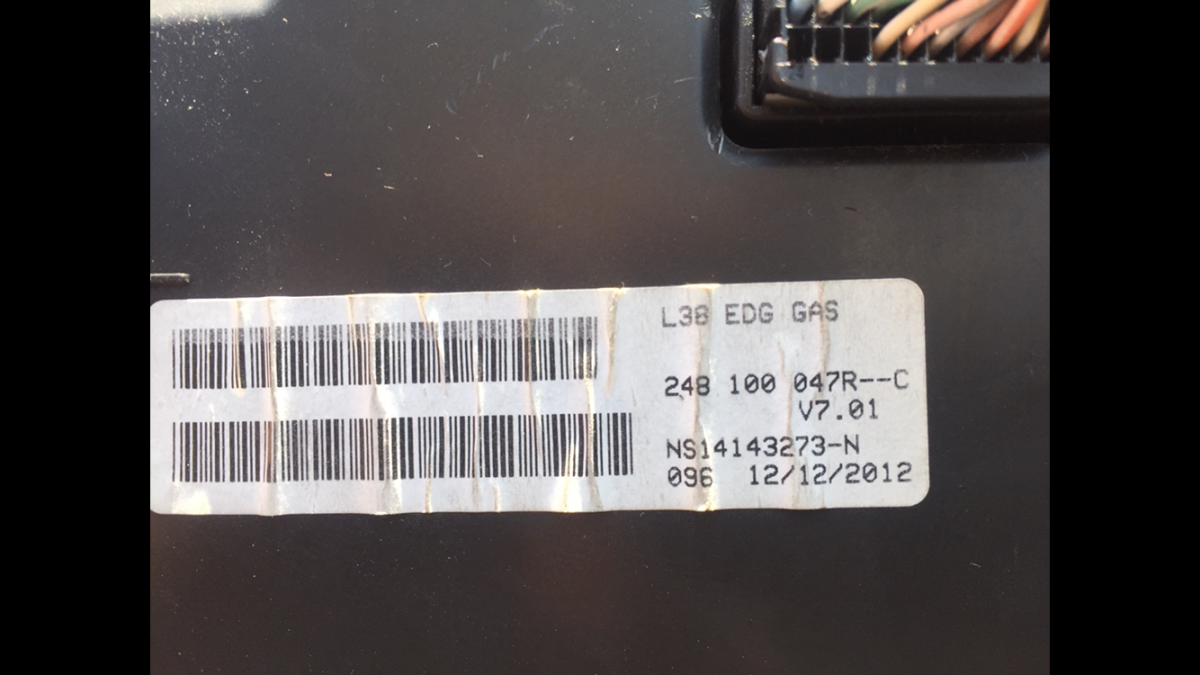 L38 EDG GAS
248 100 047R--C
V7.01
NS14143273-N
096 12/12/2012